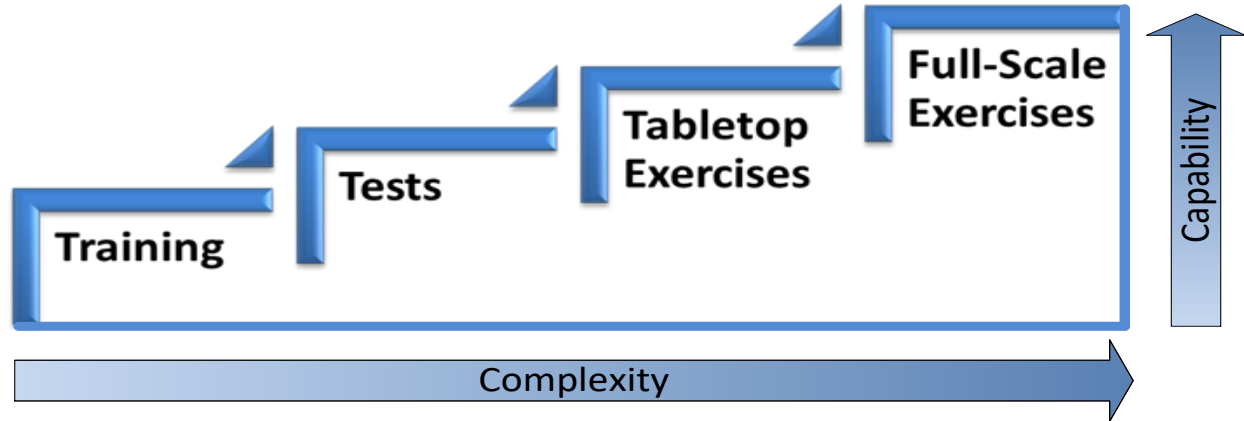 Training
Tests
Tabletop
Exercises
Full-Scale
Exercises
Capability
Complexity